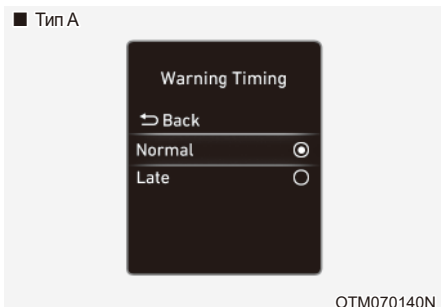 ■ Тип А
Warning Timing
Back
Normal
Late
OTM070140N